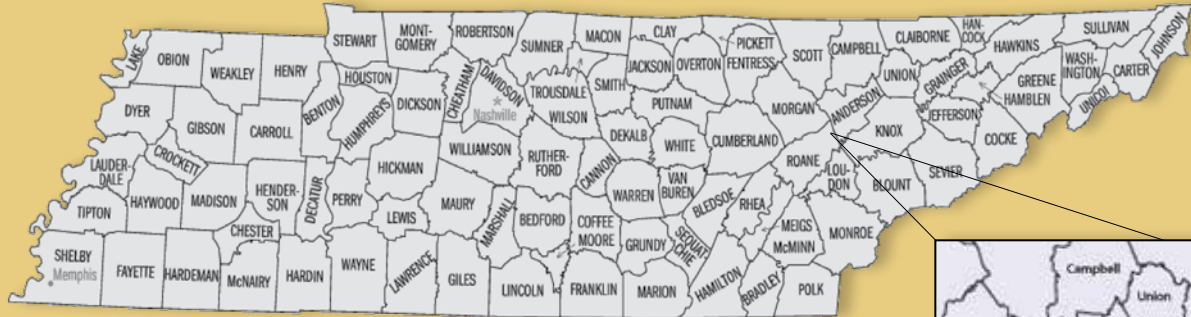 LAKE
OBION
WEAKLEY
HENRY
STEWART
MONT-
GOMERY
ROBERTSON
SUMNER
MACON
CLAY
PICKETT
FENTRESS
SCOTT
CAMPBELL
CLAIBORNE
HAN-
COCK
HAWKINS
SULLIVAN
JOHNSON
HOUSTON
CHEATHAM
DAVIDSON
Nashville
TROUSDALE
SMITH
JACKSON
OVERTON
UNION
GRAINGER
GREENE
WASH-
INGTON
CARTER
UNICOI
HAMBLEN
DYER
GIBSON
CARROLL
BENTON
HUMPHREYS
DICKSON
WILSON
PUTNAM
MORGAN
ANDERSON
KNOX
JEFFERSON
COCKE
CROCKETT
LAUDER-
DALE
HICKMAN
WILLIAMSON
RUTHER-
FORD
CANNON
DEKALB
WHITE
CUMBERLAND
ROANE
LOU-
DON
BLOUNT
SEVIER
TIPTON
HAYWOOD
MADISON
HENDER-
SON
DECATUR
PERRY
LEWIS
MAURY
MARSHALL
BEDFORD
COFFEE
MOORE
WARREN
VAN
BUREN
BLEDSOE
RHEA
MEIGS
McMINN
MONROE
SHELBY
Memphis
FAYETTE
HARDEMAN
CHESTER
McNAIRY
HARDIN
WAYNE
LAWRENCE
GILES
LINCOLN
FRANKLIN
GRUNDY
SEQUAT-
CHIE
MARION
HAMILTON
BRADLEY
POLK
Campbell
Union